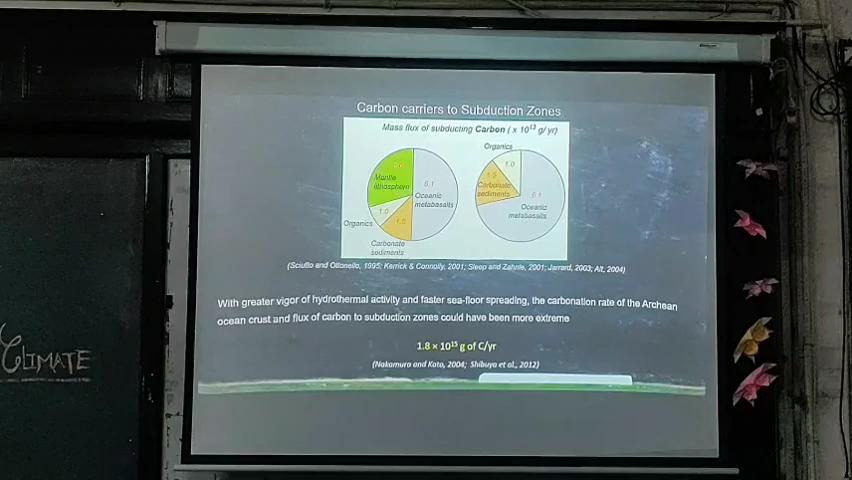 Carbon carriers to Subduction Zones
Mass flux of subducting Carbon ( x 10¹³ g/ yr)
Mantle
lithosphere
6.1
Oceanic
metabasalts
1.0
Organics
1.5
Carbonate
sediments
Organics
1.0
1.5
Carbonate
sediments
6.1
Oceanic
metabasalts
(Sciutto and Ottonello, 1995; Kerrick & Connolly, 2001; Sleep and Zahnle, 2001; Jarrard, 2003; Alt, 2004)
With greater vigor of hydrothermal activity and faster sea-floor spreading, the carbonation rate of the Archean
ocean crust and flux of carbon to subduction zones could have been more extreme
1.8 × 10¹⁵ g of C/yr
(Nakamura and Kato, 2004; Shibuya et al., 2012)
CLIMATE